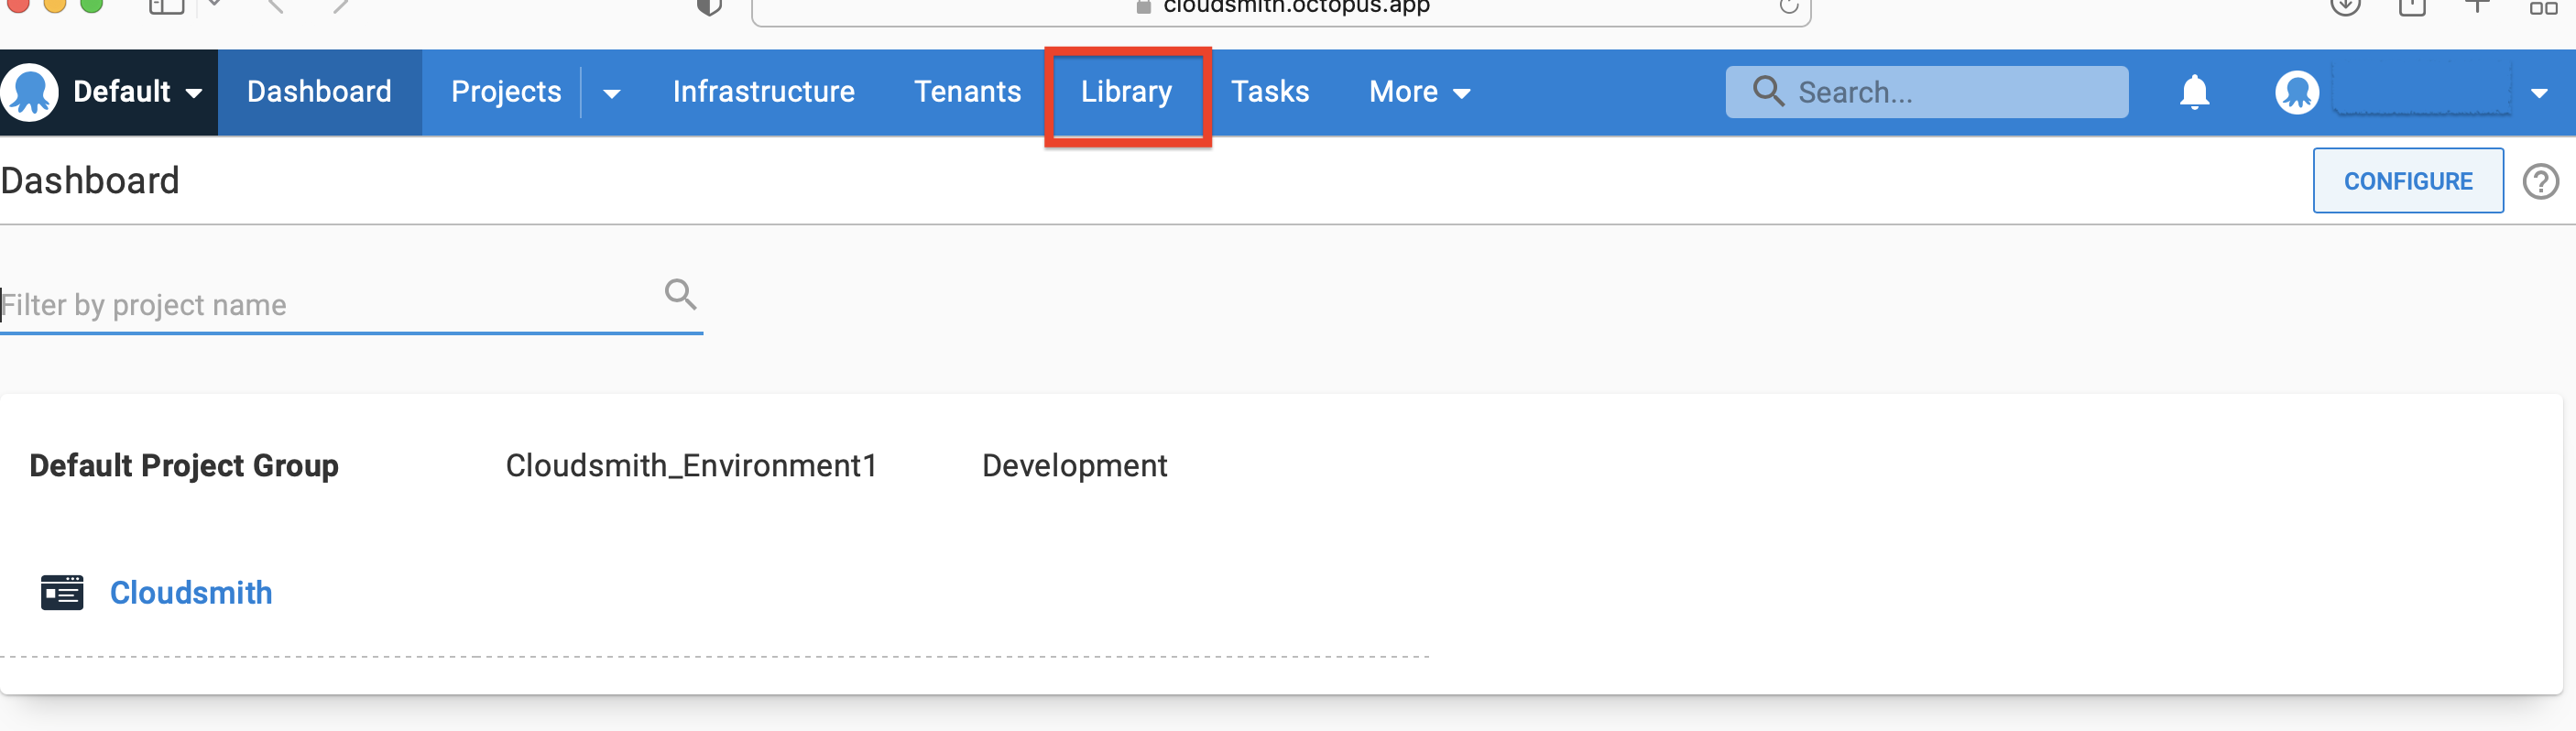 cloudsmith.octopus.app
Default Dashboard Projects Infrastructure Tenants Library Tasks More Search...
Dashboard CONFIGURE ?
Filter by project name
Default Project Group Cloudsmith_Environment1 Development
Cloudsmith